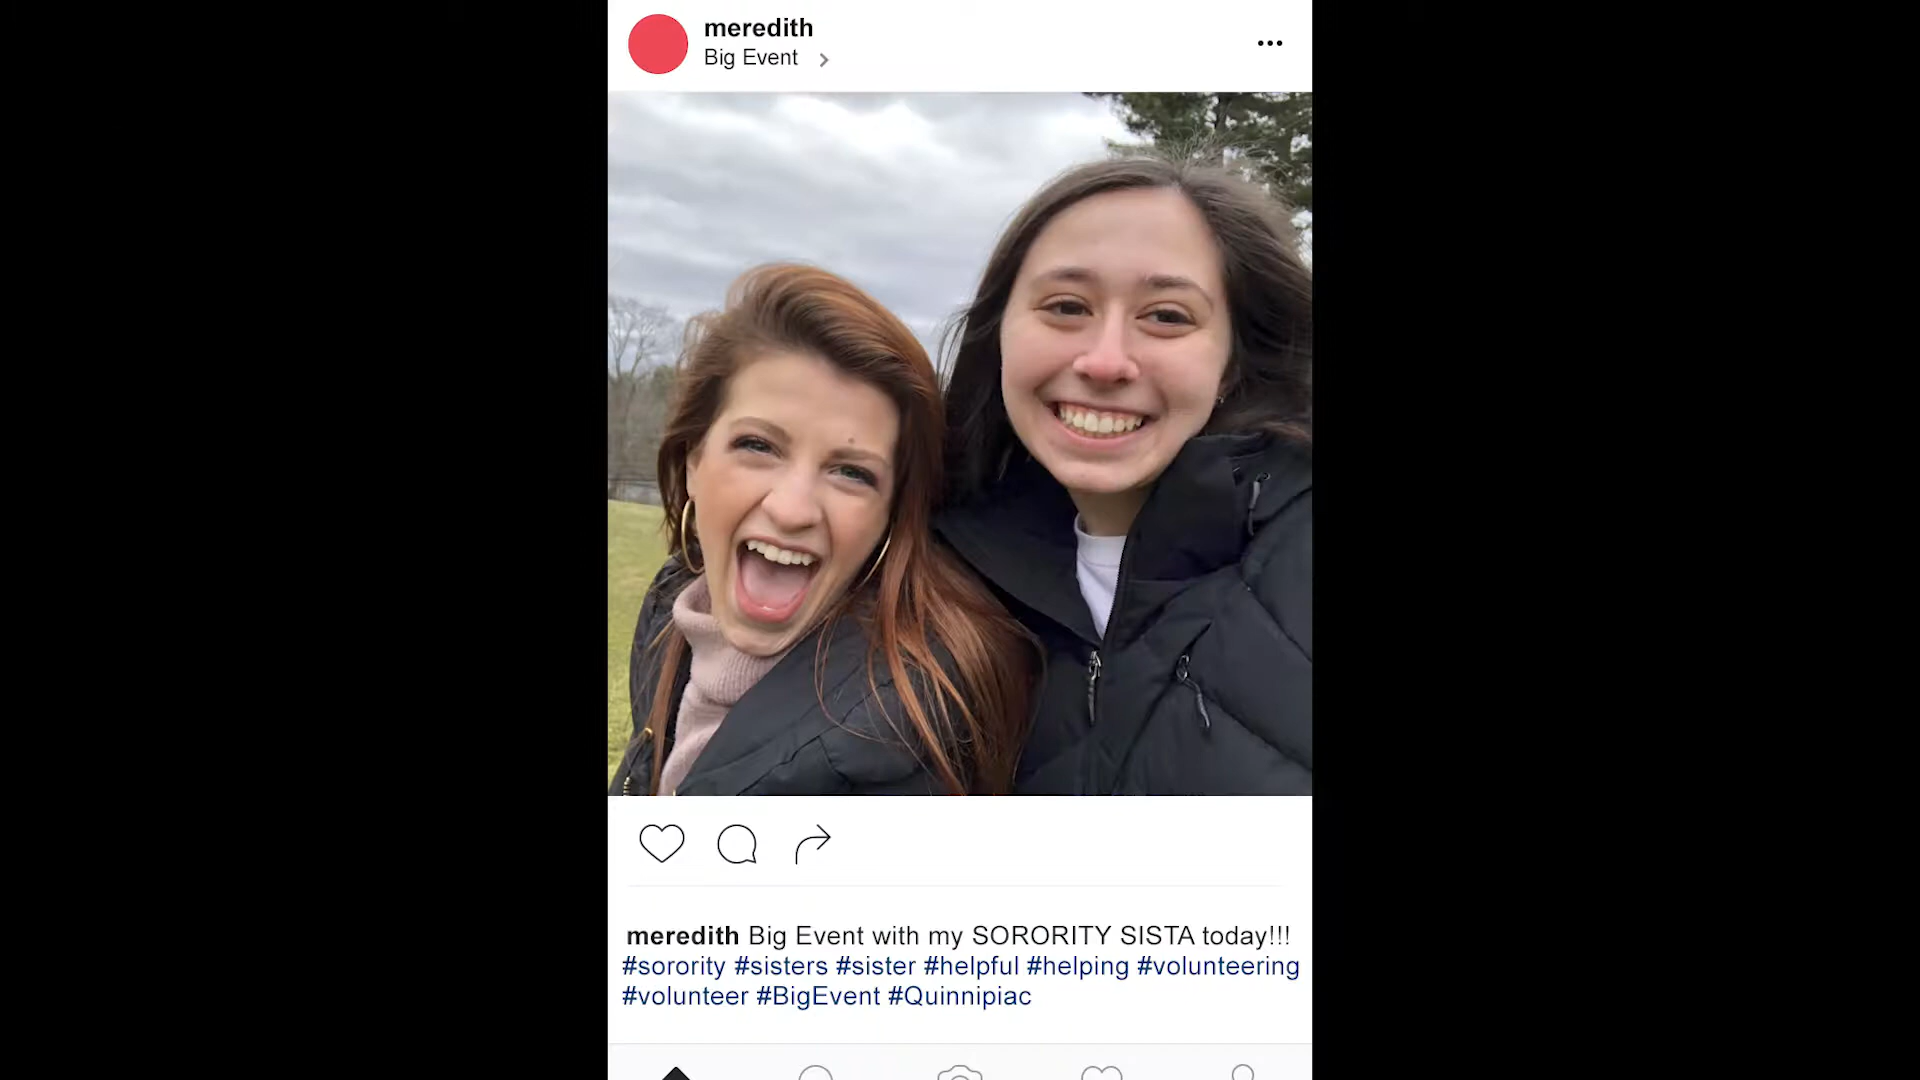 meredith
Big Event
meredith Big Event with my SORORITY SISTA today!!!
#sorority #sisters #sister #helpful #helping #volunteering
#volunteer #BigEvent #Quinnipiac